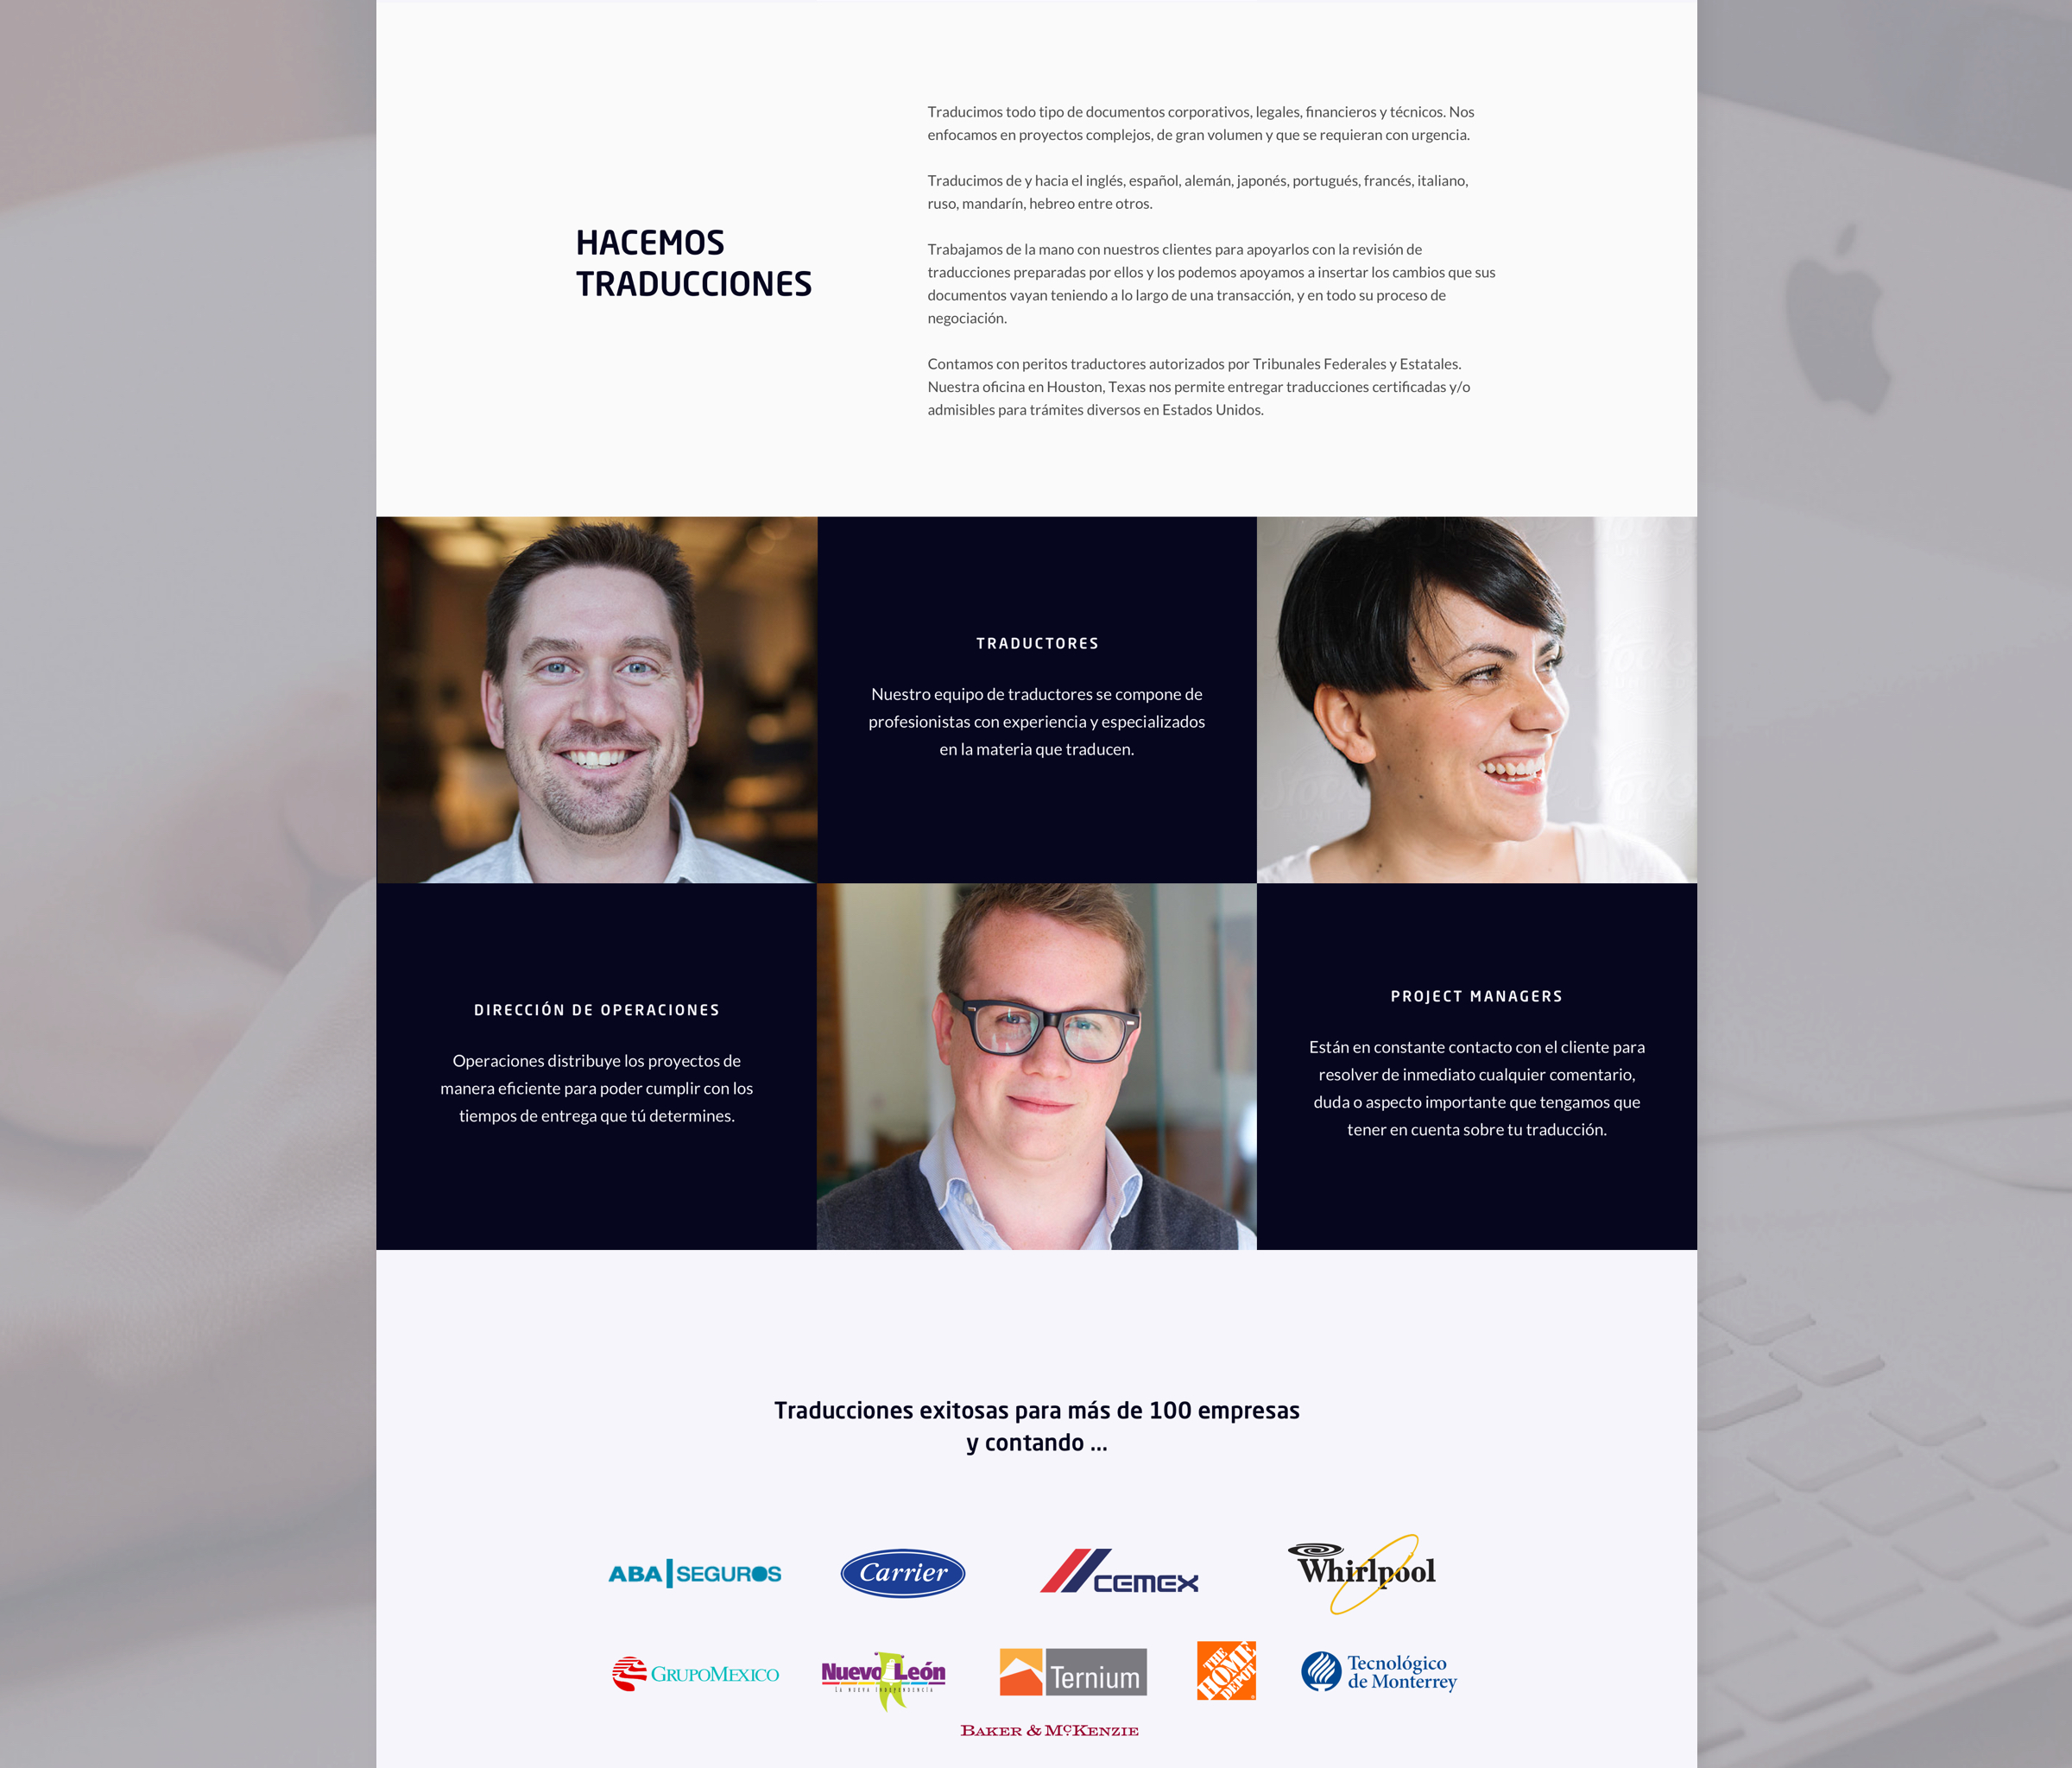 Traducimos todo tipo de documentos corporativos, legales, financieros y técnicos. Nos
enfocamos en proyectos complejos, de gran volumen y que se requieran con urgencia.
Traducimos de y hacia el inglés, español, alemán, japonés, portugués, francés, italiano,
ruso, mandarín, hebreo entre otros.
HACEMOS
TRADUCCIONES
Trabajamos de la mano con nuestros clientes para apoyarlos con la revisión de
traducciones preparadas por ellos y los podemos apoyamos a insertar los cambios que sus
documentos vayan teniendo a lo largo de una transacción, y en todo su proceso de
negociación.
Contamos con peritos traductores autorizados por Tribunales Federales y Estatales.
Nuestra oficina en Houston, Texas nos permite entregar traducciones certificadas y/o
admisibles para trámites diversos en Estados Unidos.
TRADUCTORES
Nuestro equipo de traductores se compone de
profesionistas con experiencia y especializados
en la materia que traducen.
DIRECCIÓN DE OPERACIONES
Operaciones distribuye los proyectos de
manera eficiente para poder cumplir con los
tiempos de entrega que tú determines.
PROJECT MANAGERS
Están en constante contacto con el cliente para
resolver de inmediato cualquier comentario,
duda o aspecto importante que tengamos que
tener en cuenta sobre tu traducción.
Traducciones exitosas para más de 100 empresas
y contando ...
ABA|SEGUROS
Carrier
CEMEX
Whirlpool
GRUPOMEXICO
Nuevo León
LA NUEVA INDEPENDENCIA
Ternium
THE HOME DEPOT
Tecnológico
de Monterrey
BAKER & MCKENZIE